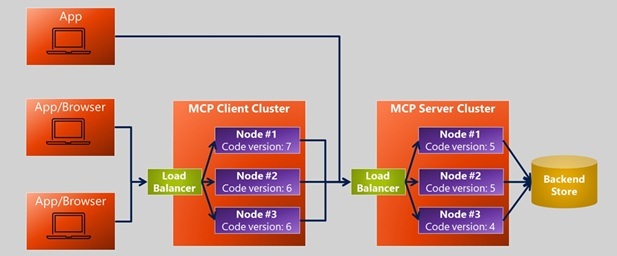 App
App/Browser
App/Browser
Load
Balancer
MCP Client Cluster
Node #1
Code version: 7
Node #2
Code version: 6
Node #3
Code version: 6
Load
Balancer
MCP Server Cluster
Node #1
Code version: 5
Node #2
Code version: 5
Node #3
Code version: 4
Backend
Store